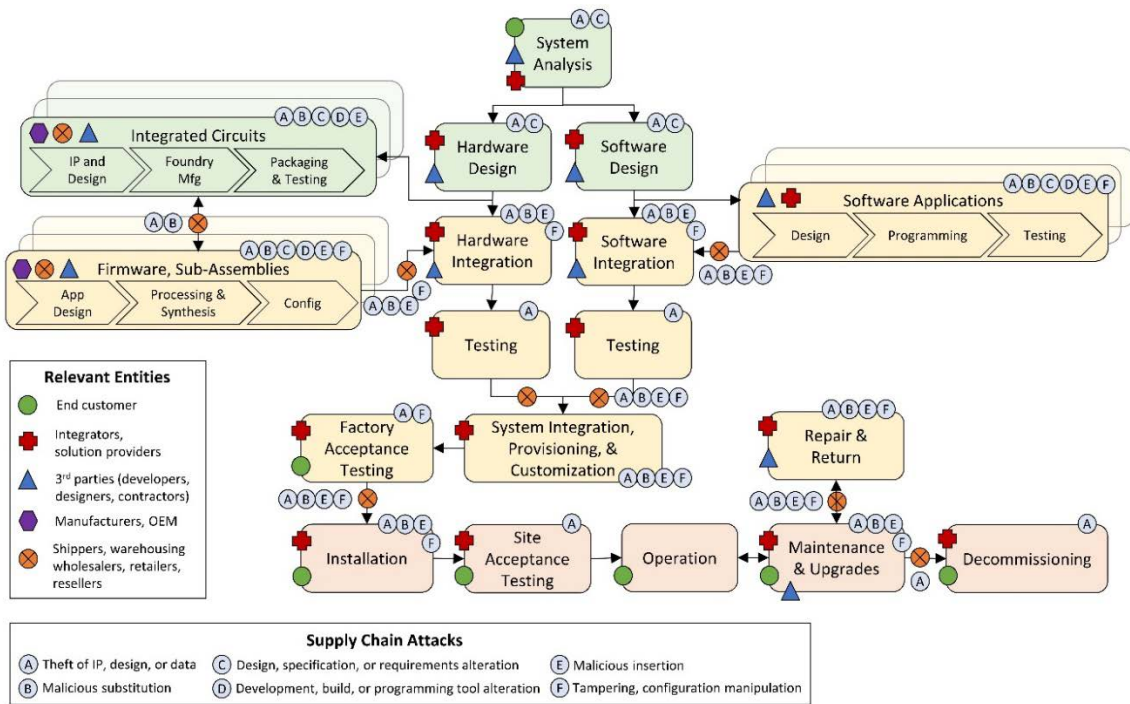 A C
System
Analysis
A B C D E
Integrated Circuits
IP and
Design
Foundry
Mfg
Packaging
& Testing
A C
Hardware
Design
A C
Software
Design
A B C D E F
Software Applications
Design
Programming
Testing
A B
A B C D E F
Firmware, Sub-Assemblies
App
Design
Processing &
Synthesis
Config
A B E F
A B E
F
Hardware
Integration
A B E
F
Software
Integration
A B E F
A
Testing
A
Testing
A B E F
A F
Factory
Acceptance
Testing
System Integration,
Provisioning, &
Customization
A B E F
A B E F
Repair &
Return
A B E F
A B E F
A B E
F
Installation
A
Site
Acceptance
Testing
Operation
A B E
F
Maintenance
& Upgrades
A
A
Decommissioning
Relevant Entities
End customer
Integrators,
solution providers
3rd parties (developers,
designers, contractors)
Manufacturers, OEM
Shippers, warehousing
wholesalers, retailers,
resellers
Supply Chain Attacks
A Theft of IP, design, or data
C Design, specification, or requirements alteration
E Malicious insertion
B Malicious substitution
D Development, build, or programming tool alteration
F Tampering, configuration manipulation